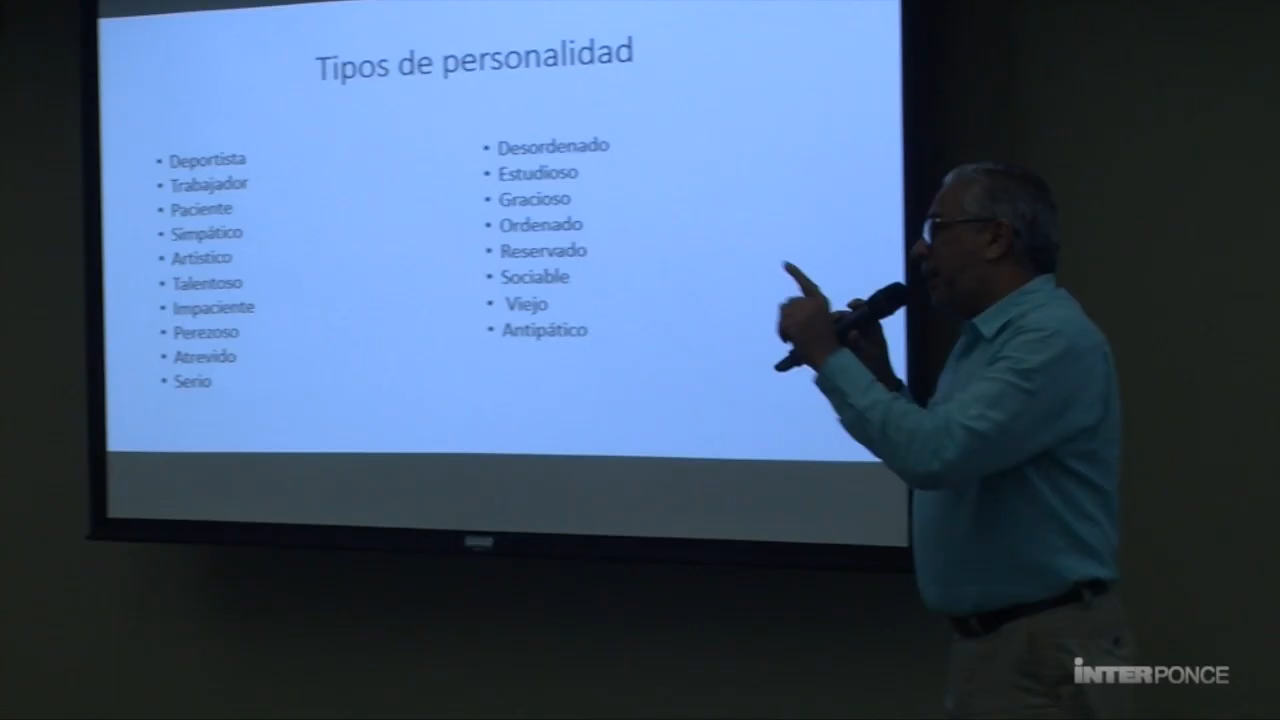 Tipos de personalidad
• Deportista
• Trabajador
• Paciente
• Simpático
• Artistico
• Talentoso
• Impaciente
• Perezoso
• Atrevido
• Serio
• Desordenado
• Estudioso
• Gracioso
• Ordenado
• Reservado
• Sociable
• Viejo
• Antipático
INTERPONCE